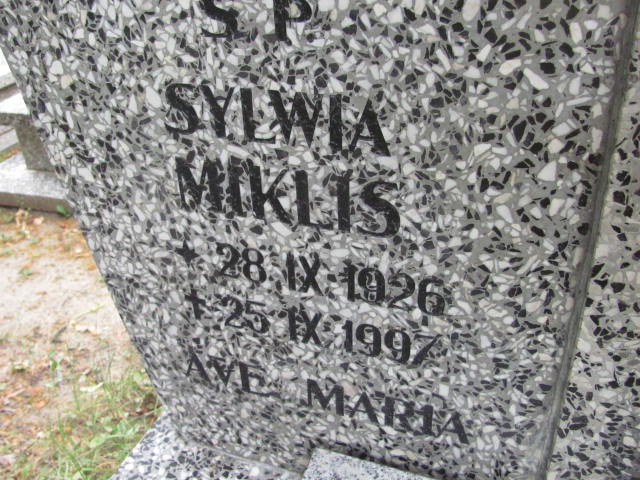 S P
SYLWIA
MIKLIS
* 28 IX 1926
† 25 IX 1997
AVE MARIA